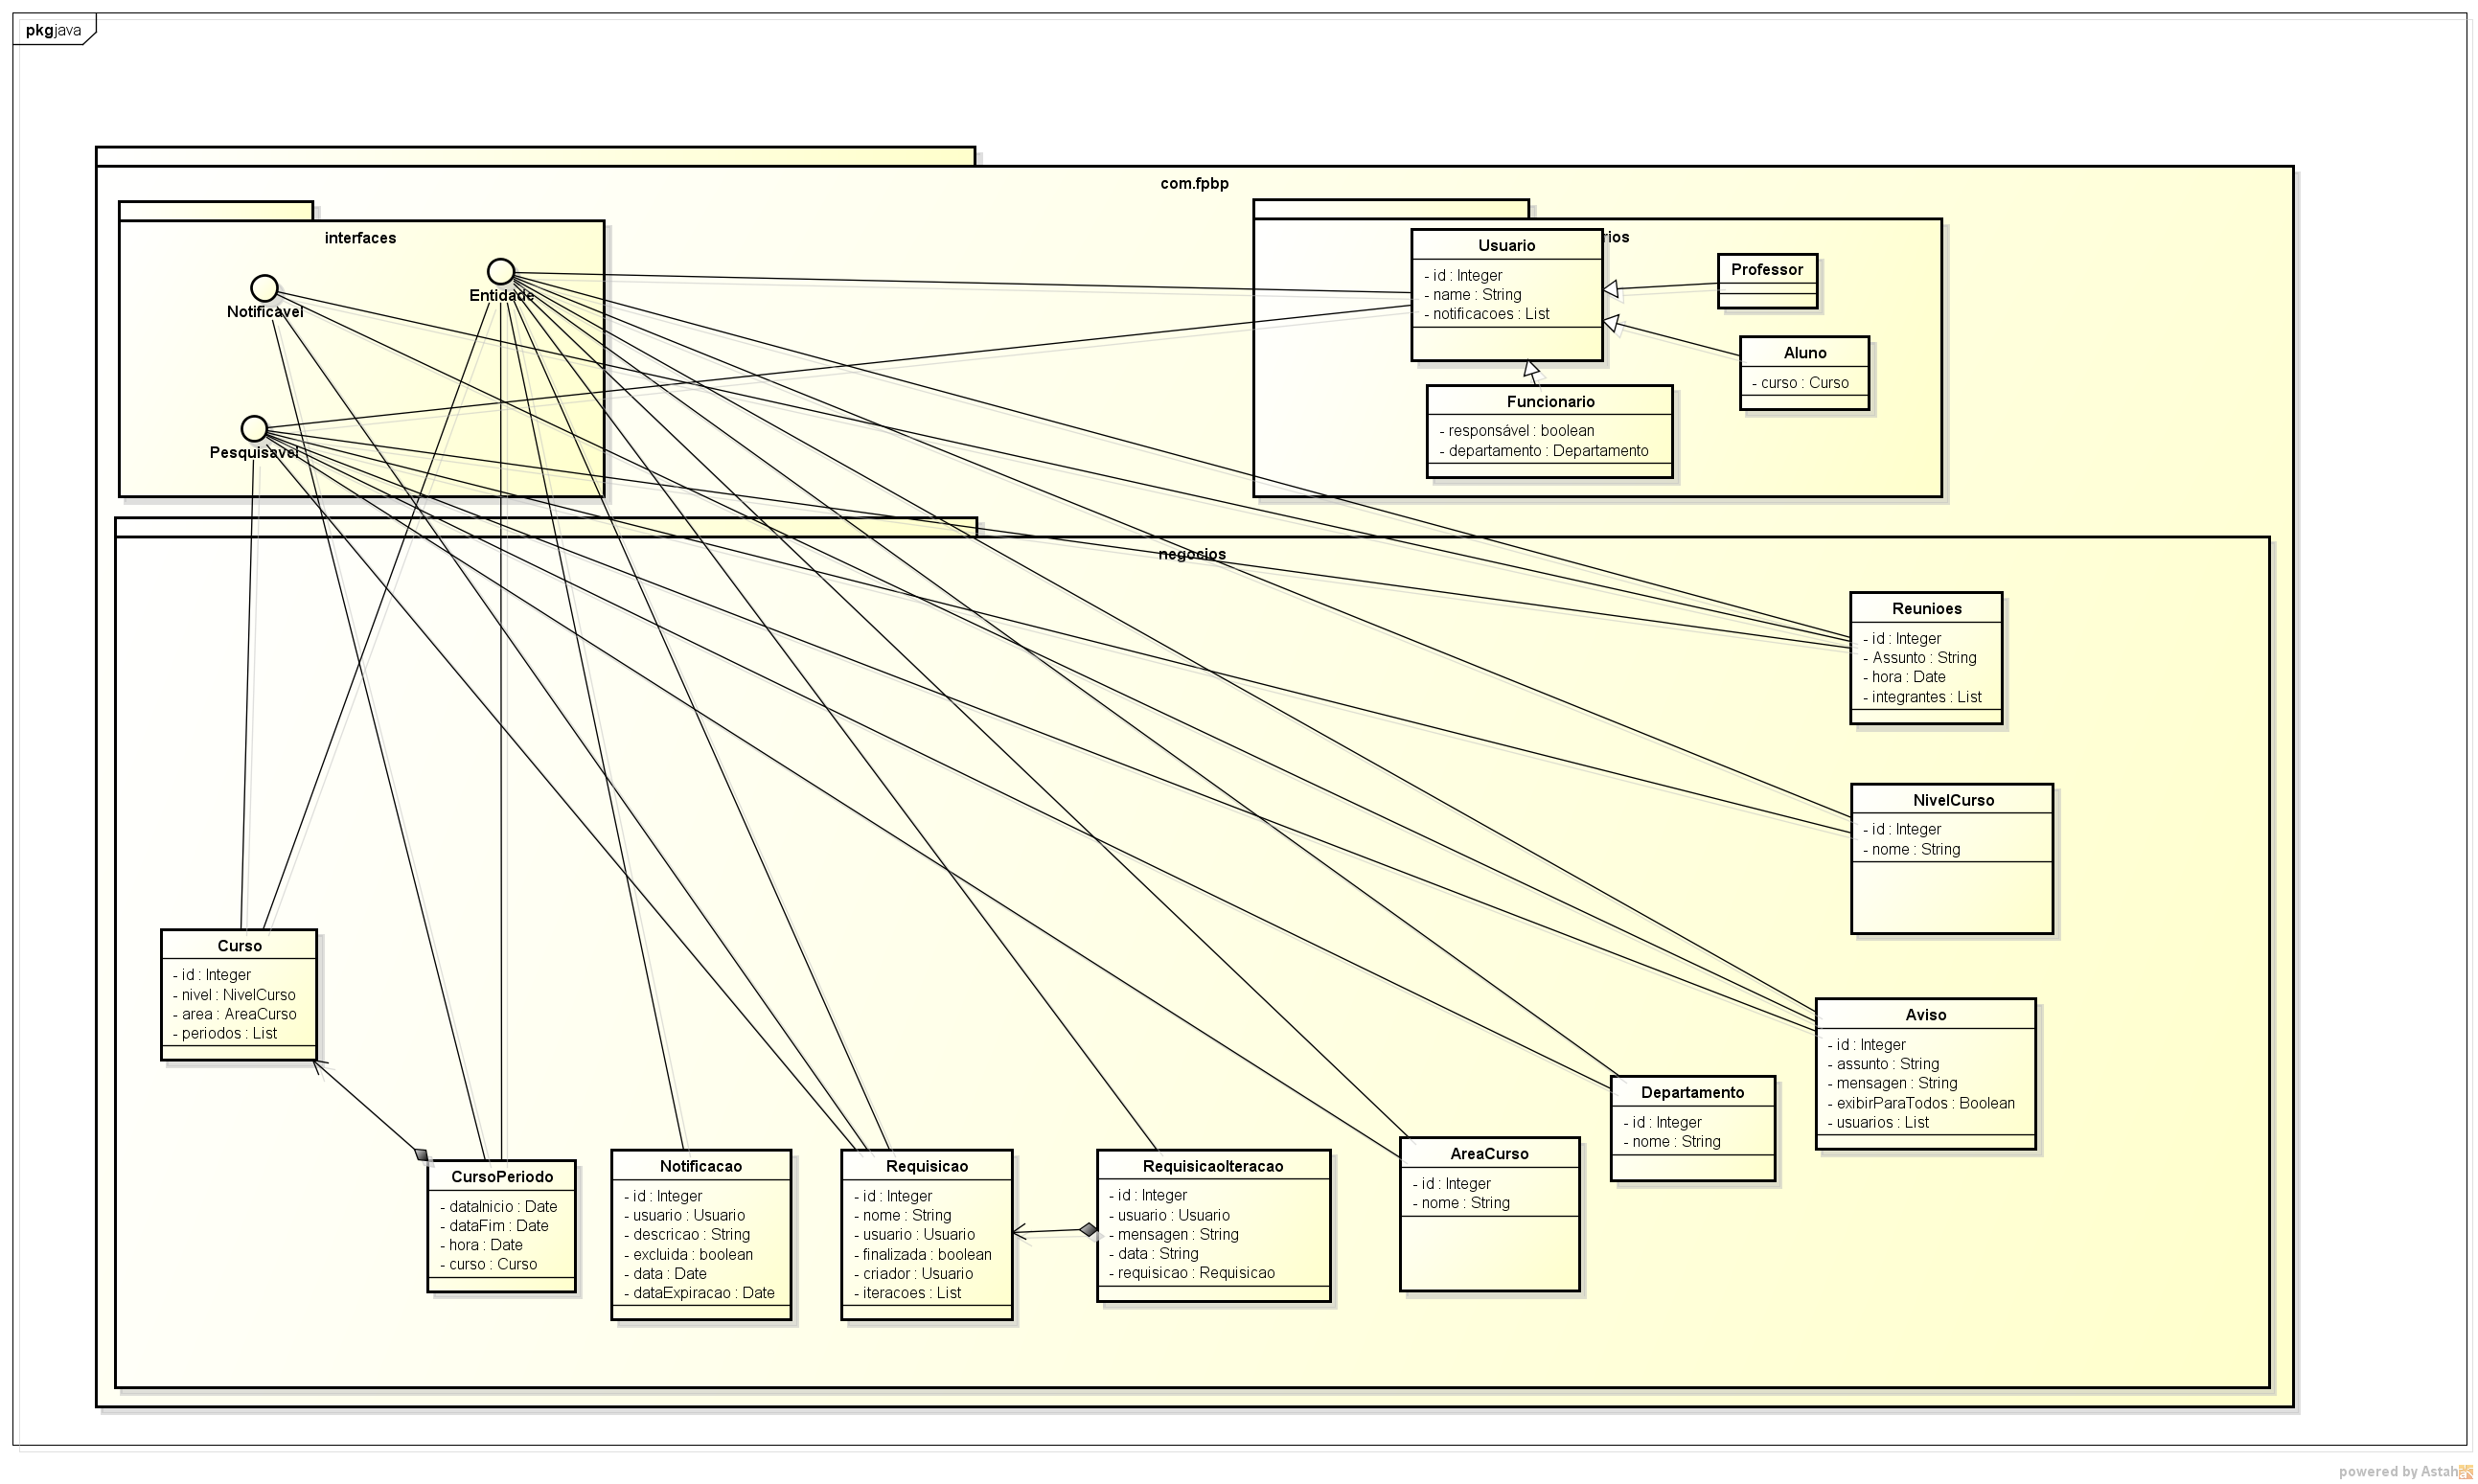 pkg java
com.fpbp
interfaces
Notificavel
Entidade
Pesquisavel
rios
Usuario
- id : Integer
- name : String
- notificacoes : List
Professor
Aluno
- curso : Curso
Funcionario
- responsável : boolean
- departamento : Departamento
negocios
Reunioes
- id : Integer
- Assunto : String
- hora : Date
- integrantes : List
NivelCurso
- id : Integer
- nome : String
Curso
- id : Integer
- nivel : NivelCurso
- area : AreaCurso
- periodos : List
Aviso
- id : Integer
- assunto : String
- mensagen : String
- exibirParaTodos : Boolean
- usuarios : List
Departamento
- id : Integer
- nome : String
AreaCurso
- id : Integer
- nome : String
CursoPeriodo
- dataInicio : Date
- dataFim : Date
- hora : Date
- curso : Curso
Notificacao
- id : Integer
- usuario : Usuario
- descricao : String
- excluida : boolean
- data : Date
- dataExpiracao : Date
Requisicao
- id : Integer
- nome : String
- usuario : Usuario
- finalizada : boolean
- criador : Usuario
- iteracoes : List
RequisicaoIteracao
- id : Integer
- usuario : Usuario
- mensagen : String
- data : String
- requisicao : Requisicao
powered by Astah